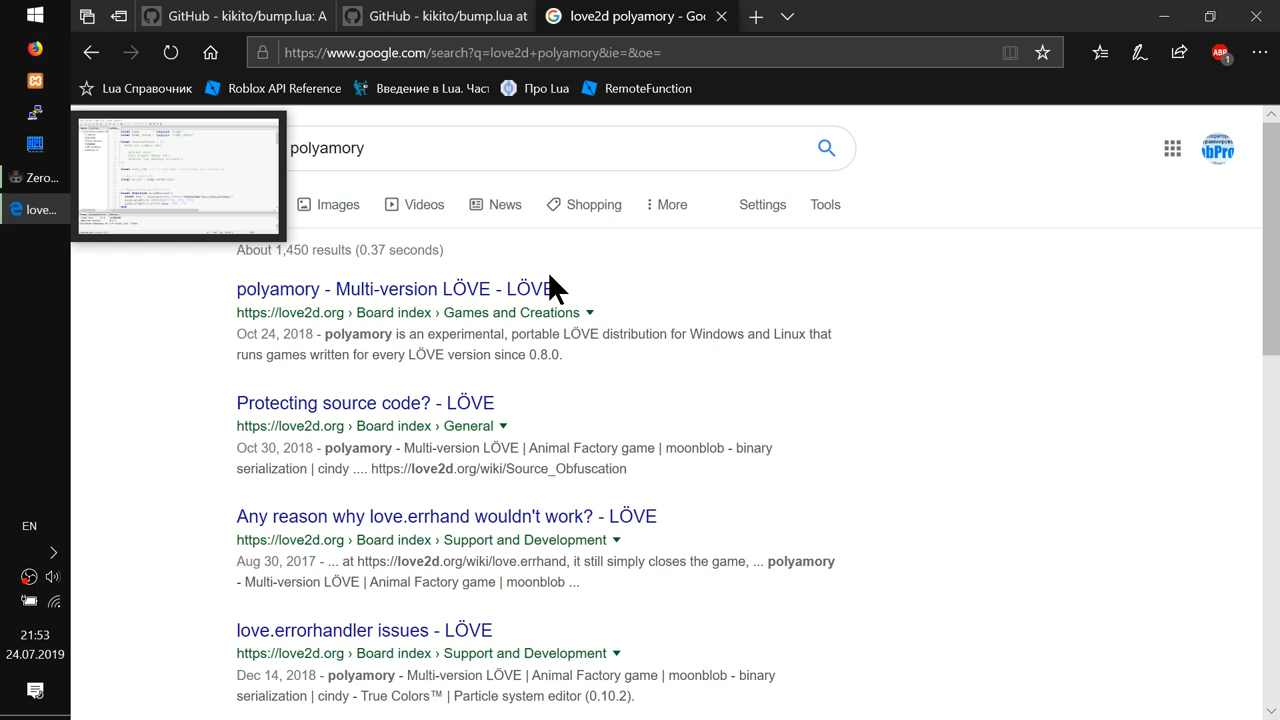 GitHub - kikito/bump.lua: A
GitHub - kikito/bump.lua at
love2d polyamory - Goo
https://www.google.com/search?q=love2d+polyamory&ie=&oe=
ABP
1
Lua Справочник
Roblox API Reference
Введение в Lua. Час
Про Lua
RemoteFunction
Zero...
love...
amory
Videos
News
Shopping
More
Settings
Tools
About 1,450 results (0.37 seconds)
polyamory - Multi-version LÖVE - LÖVE
https://love2d.org › Board index › Games and Creations
Oct 24, 2018 - polyamory is an experimental, portable LÖVE distribution for Windows and Linux that
runs games written for every LÖVE version since 0.8.0.
Protecting source code? - LÖVE
https://love2d.org › Board index › General
Oct 30, 2018 - polyamory - Multi-version LÖVE | Animal Factory game | moonblob - binary
serialization | cindy .... https://love2d.org/wiki/Source_Obfuscation
Any reason why love.errhand wouldn't work? - LÖVE
https://love2d.org › Board index › Support and Development
Aug 30, 2017 - ... at https://love2d.org/wiki/love.errhand, it still simply closes the game, ... polyamory
- Multi-version LÖVE | Animal Factory game | moonblob ...
love.errorhandler issues - LÖVE
https://love2d.org › Board index › Support and Development
Dec 14, 2018 - polyamory - Multi-version LÖVE | Animal Factory game | moonblob - binary
serialization | cindy - True Colors™ | Particle system editor (0.10.2).
EN
21:53
24.07.2019